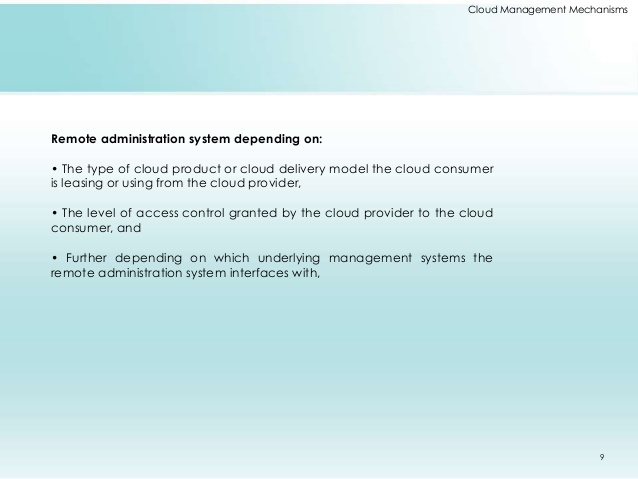 Cloud Management Mechanisms
Remote administration system depending on:
• The type of cloud product or cloud delivery model the cloud consumer
is leasing or using from the cloud provider,
• The level of access control granted by the cloud provider to the cloud
consumer, and
• Further depending on which underlying management systems the
remote administration system interfaces with,
9